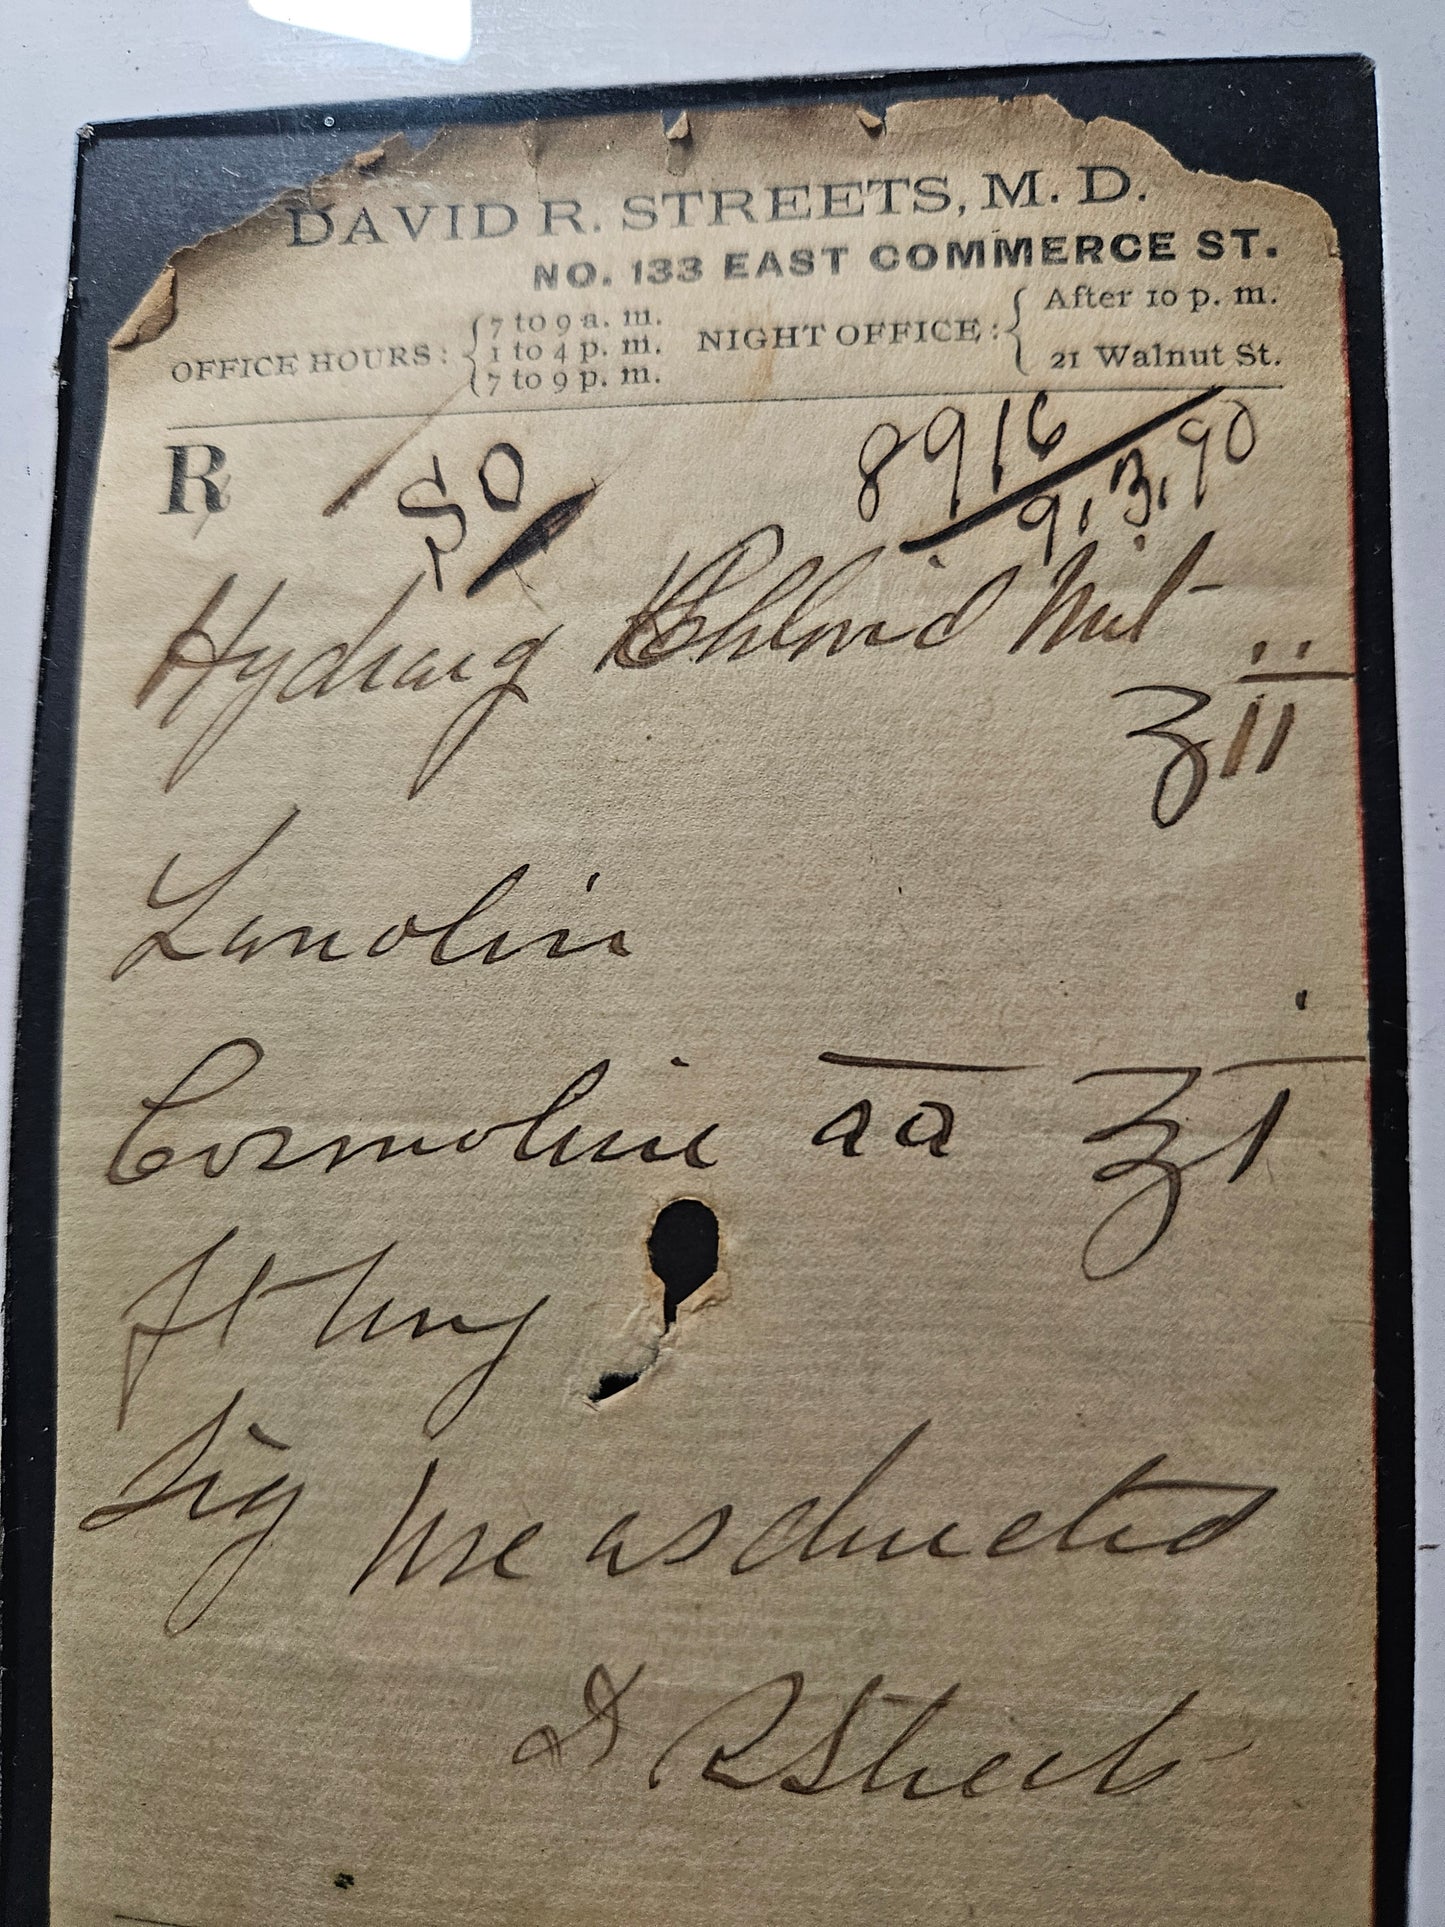 DAVID R. STREETS, M. D.
NO. 133 EAST COMMERCE ST.
OFFICE HOURS: { 7 to 9 a. m.
1 to 4 p. m.
7 to 9 p. m.
NIGHT OFFICE: { After 10 p. m.
21 Walnut St.
R
50
8916
9.3.90
Hydrarg Chlorid Mit
ʒii
Lanolin
Cosmoline aa ʒi
ft ung
Sig Use as directed
D R Streets